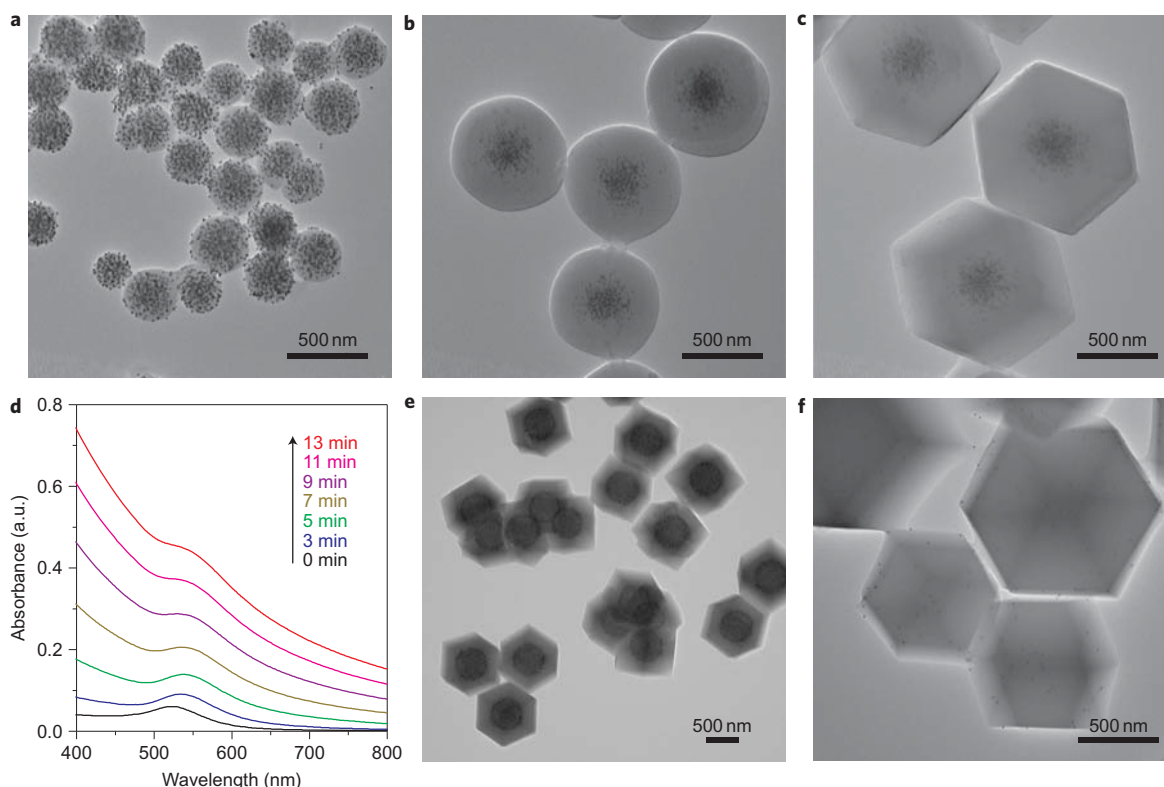 a
500 nm
b
500 nm
c
500 nm
d
0.8
0.6
0.4
0.2
0.0
Absorbance (a.u.)
13 min
11 min
9 min
7 min
5 min
3 min
0 min
400 500 600 700 800
Wavelength (nm)
e
500 nm
f
500 nm